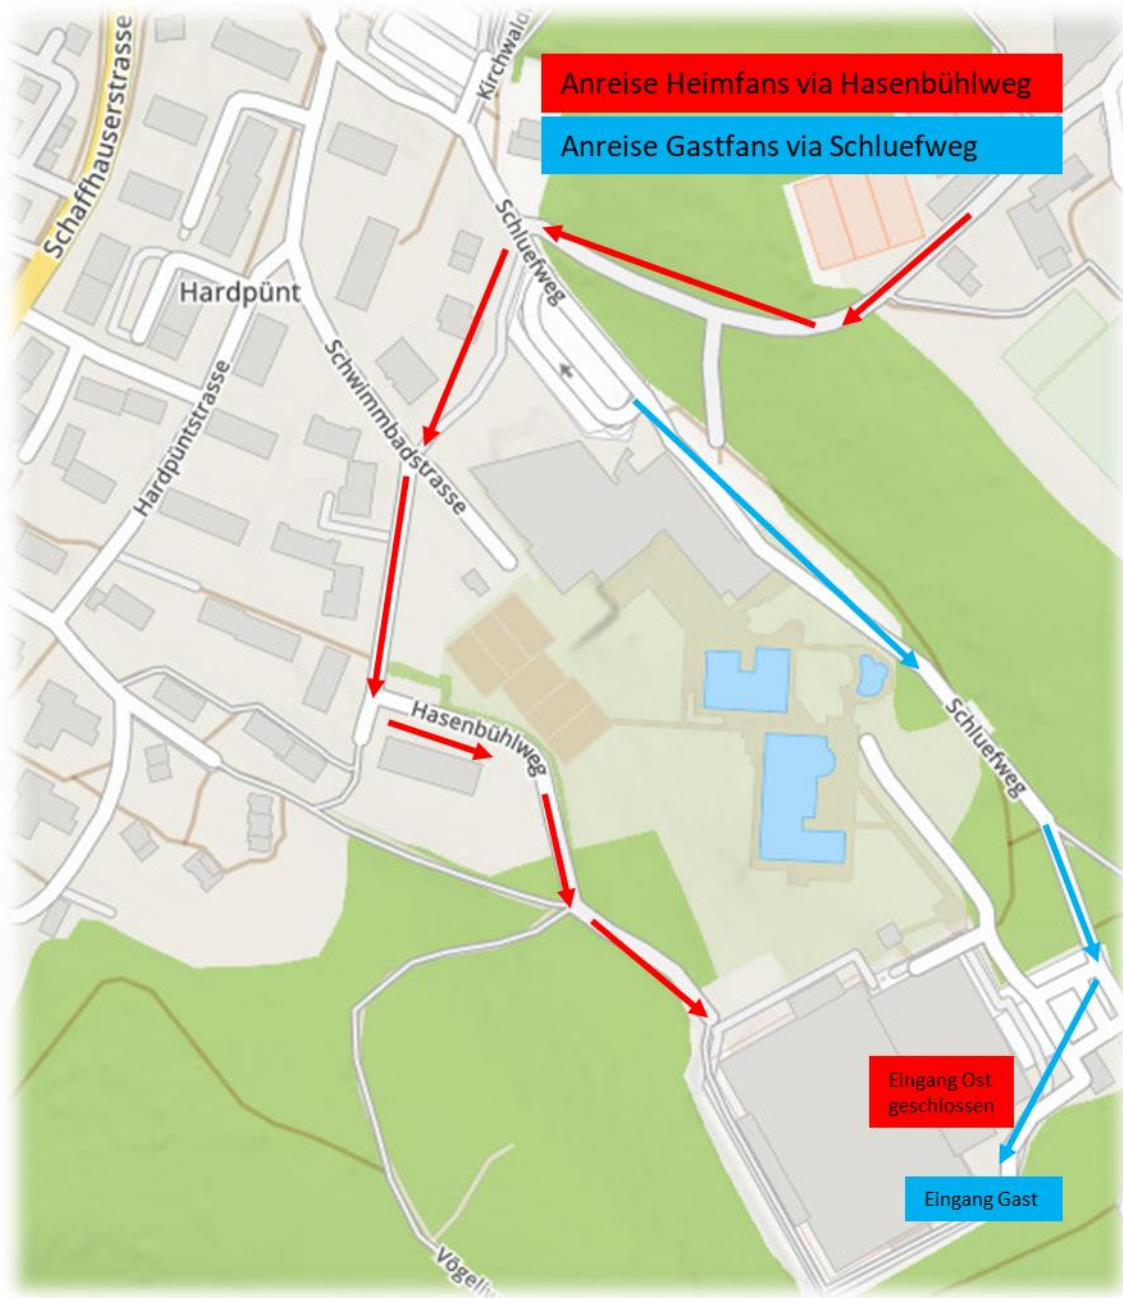 Anreise Heimfans via Hasenbühlweg
Anreise Gastfans via Schluefweg
Schaffhauserstrasse
Schluefweg
Hardpünt
Schwimmbadstrasse
Hardpüntstrasse
Hasenbühlweg
Schluefweg
Eingang Ost
geschlossen
Eingang Gast